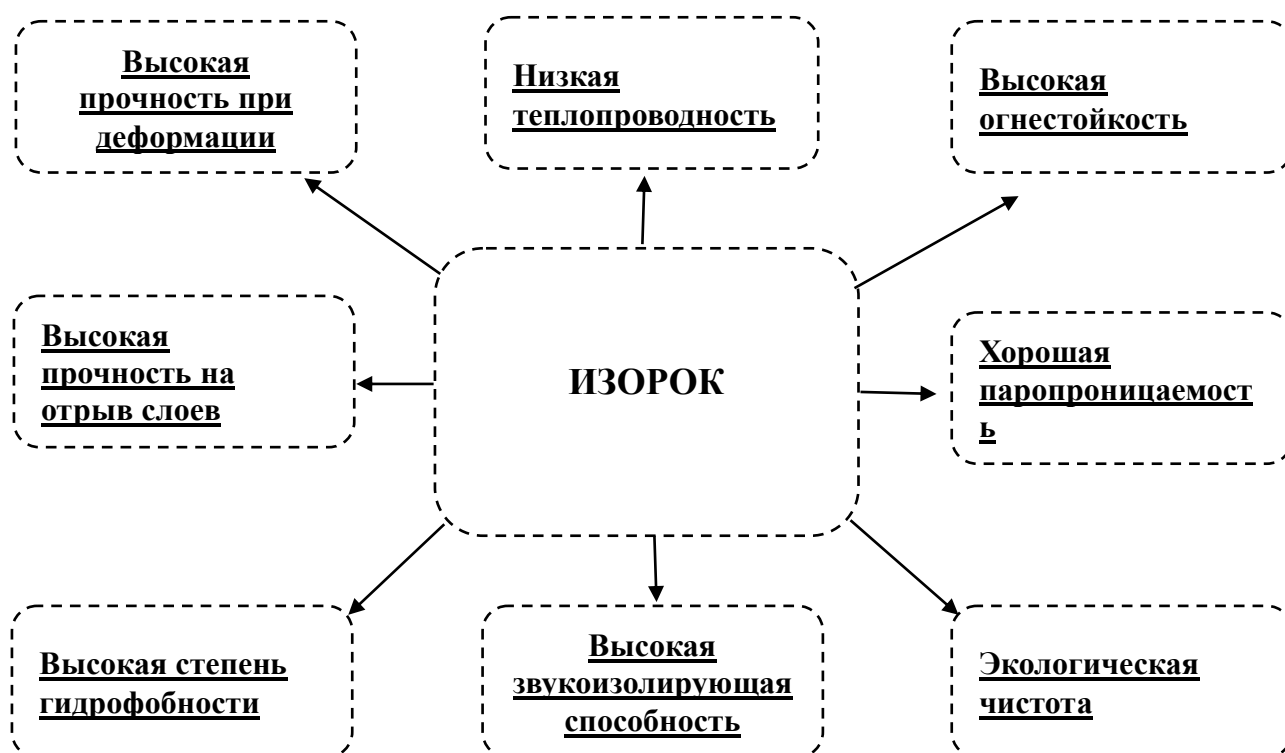 Высокая
прочность при
деформации
Низкая
теплопроводность
Высокая
огнестойкость
Высокая
прочность на
отрыв слоев
ИЗОРОК
Хорошая
паропроницаемост
ь
Высокая степень
гидрофобности
Высокая
звукоизолирующая
способность
Экологическая
чистота